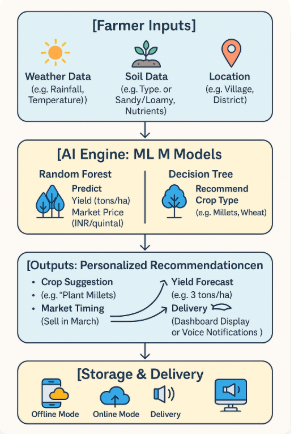 [Farmer Inputs]
Weather Data
(e.g. Rainfall,
Temperature))
Soil Data
(e.g. Type. or
Sandy/Loamy,
Nutrients)
Location
(e.g. Village,
District)
[AI Engine: ML M Models
Random Forest
Predict
Yield (tons/ha)
Market Price
(INR/quintal)
Decision Tree
Recommend
Crop Type
(e.g. Millets, Wheat)
[Outputs: Personalized Recommendationcen
• Crop Suggestion
(e.g. "Plant Millets)
• Market Timing
(Sell in March)
Yield Forecast
(e.g. 3 tons/ha)
• Delivery
(Dashboard Display
or Voice Notifications )
[Storage & Delivery
Offline Mode
Online Mode
Delivery